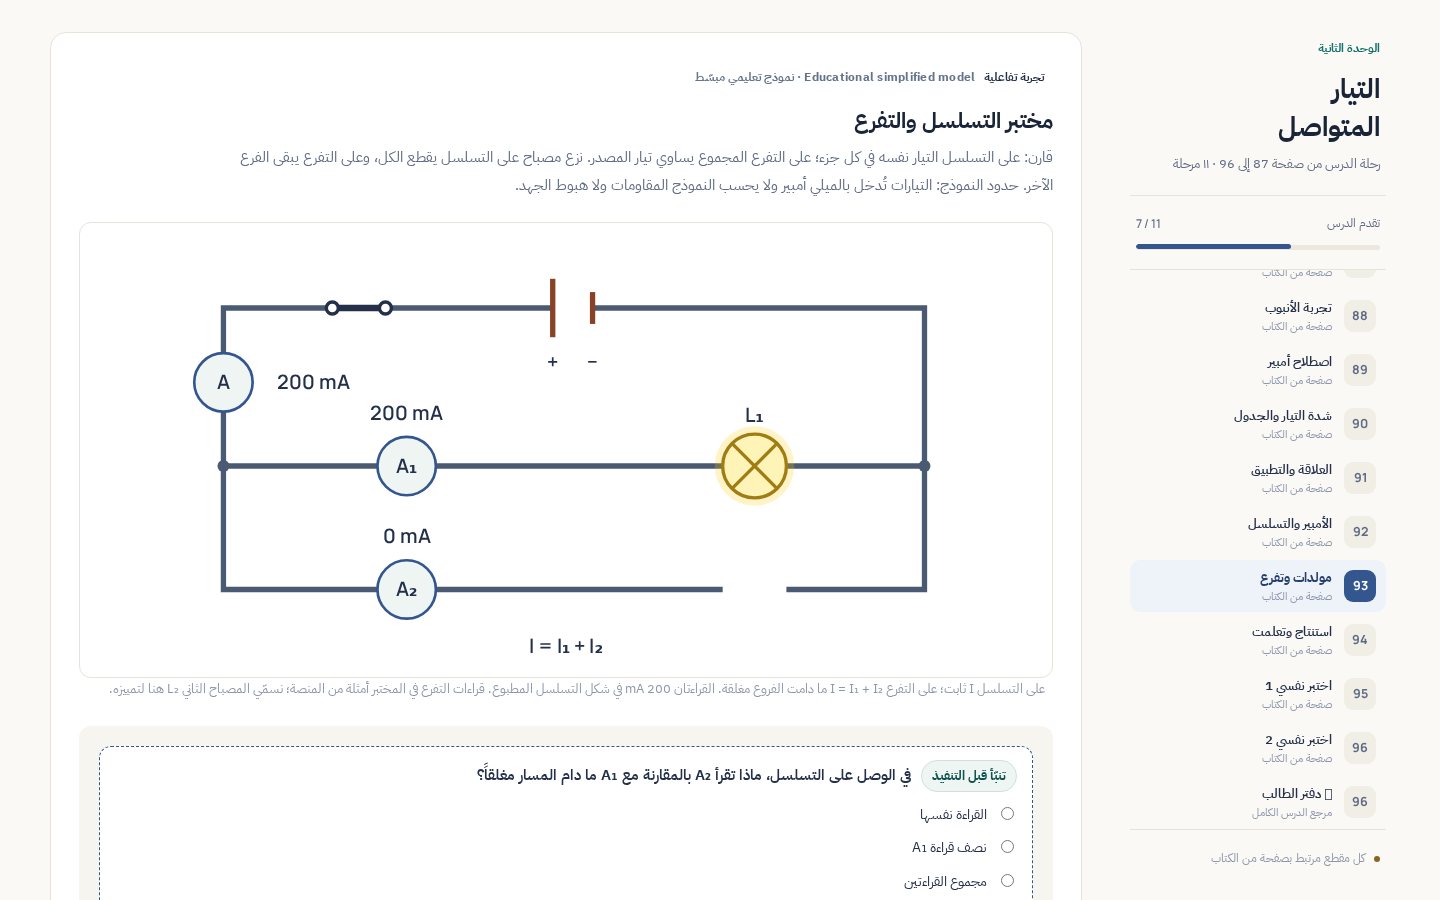 الوحدة الثانية
التيار
المتواصل
رحلة الدرس من صفحة 87 إلى 96 · ١١ مرحلة
تقدم الدرس
7 / 11
صفحة من الكتاب
88
تجربة الأنبوب
صفحة من الكتاب
89
اصطلاح أمبير
صفحة من الكتاب
90
شدة التيار والجدول
صفحة من الكتاب
91
العلاقة والتطبيق
صفحة من الكتاب
92
الأمبير والتسلسل
صفحة من الكتاب
93
مولدات وتفرع
صفحة من الكتاب
94
استنتاج وتعلمت
صفحة من الكتاب
95
اختبر نفسي 1
صفحة من الكتاب
96
اختبر نفسي 2
صفحة من الكتاب
96
دفتر الطالب
مرجع الدرس الكامل
كل مقطع مرتبط بصفحة من الكتاب
تجربة تفاعلية Educational simplified model · نموذج تعليمي مبسّط
مختبر التسلسل والتفرع
قارن: على التسلسل التيار نفسه في كل جزء؛ على التفرع المجموع يساوي تيار المصدر. نزع مصباح على التسلسل يقطع الكل، وعلى التفرع يبقى الفرع
الآخر. حدود النموذج: التيارات تُدخل بالميلي أمبير ولا يحسب النموذج المقاومات ولا هبوط الجهد.
+ −
A 200 mA
200 mA
L₁
A₁
0 mA
A₂
I = I₁ + I₂
على التسلسل I ثابت؛ على التفرع I = I₁ + I₂ ما دامت الفروع مغلقة. القراءتان 200 mA في شكل التسلسل المطبوع. قراءات التفرع في المختبر أمثلة من المنصة؛ نسمّي المصباح الثاني L₂ هنا لتمييزه.
تنبّأ قبل التنفيذ في الوصل على التسلسل، ماذا تقرأ A₂ بالمقارنة مع A₁ ما دام المسار مغلقاً؟
القراءة نفسها
نصف قراءة A₁
مجموع القراءتين